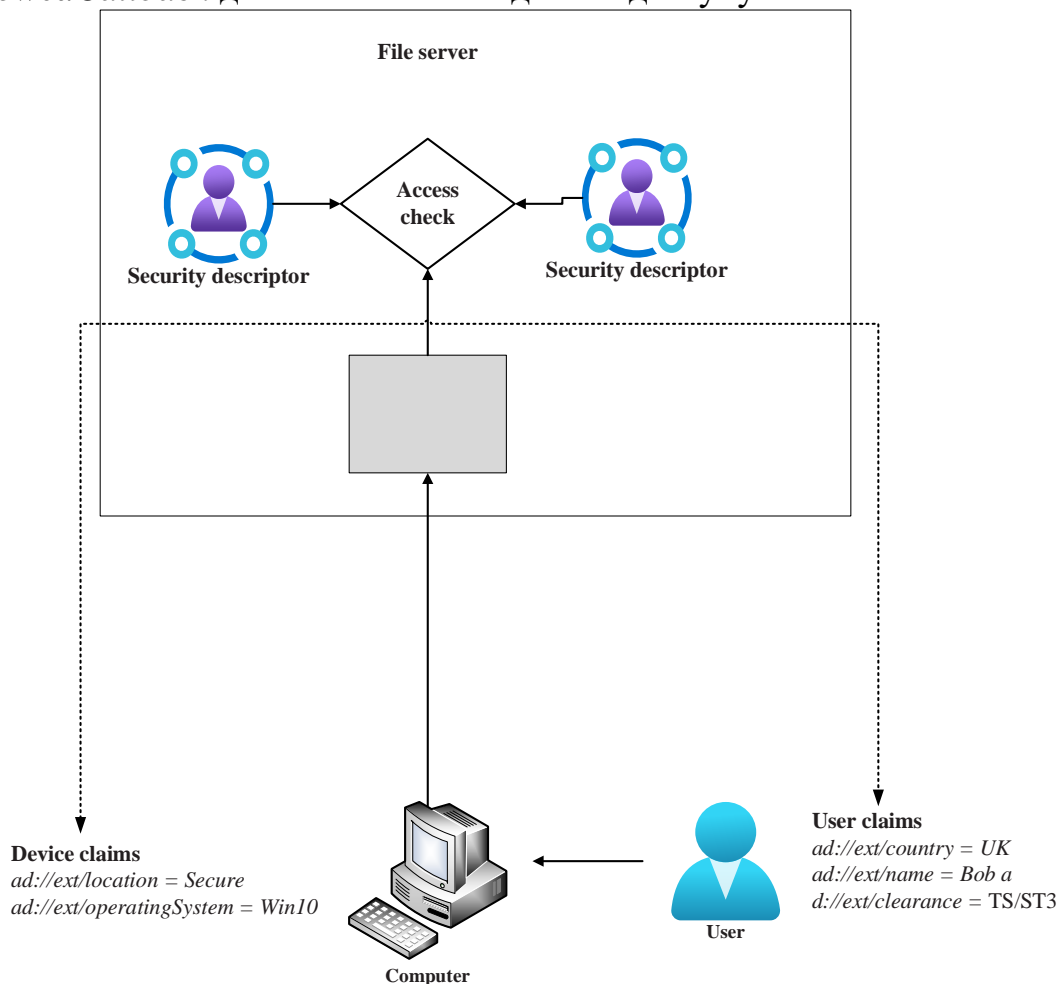 File server
Access
check
Security descriptor
Security descriptor
Device claims
ad://ext/location = Secure
ad://ext/operatingSystem = Win10
User claims
ad://ext/country = UK
ad://ext/name = Bob a
d://ext/clearance = TS/ST3
User
Computer